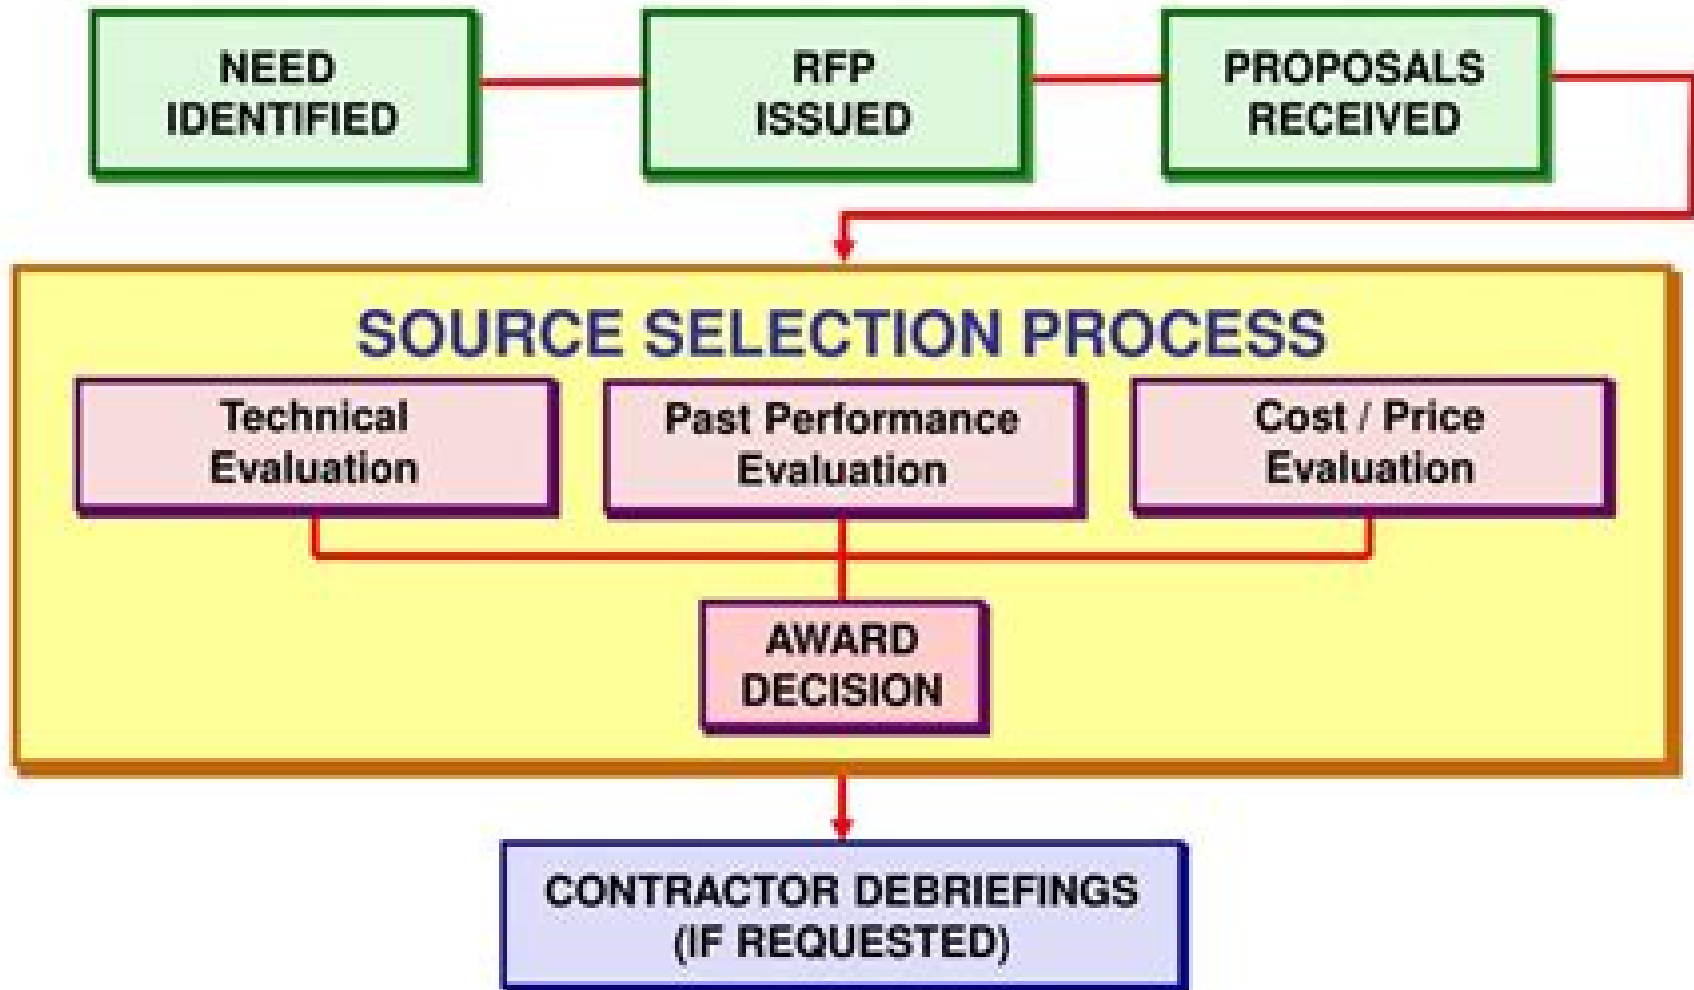 NEED
IDENTIFIED
RFP
ISSUED
PROPOSALS
RECEIVED
SOURCE SELECTION PROCESS
Technical
Evaluation
Past Performance
Evaluation
Cost / Price
Evaluation
AWARD
DECISION
CONTRACTOR DEBRIEFINGS
(IF REQUESTED)